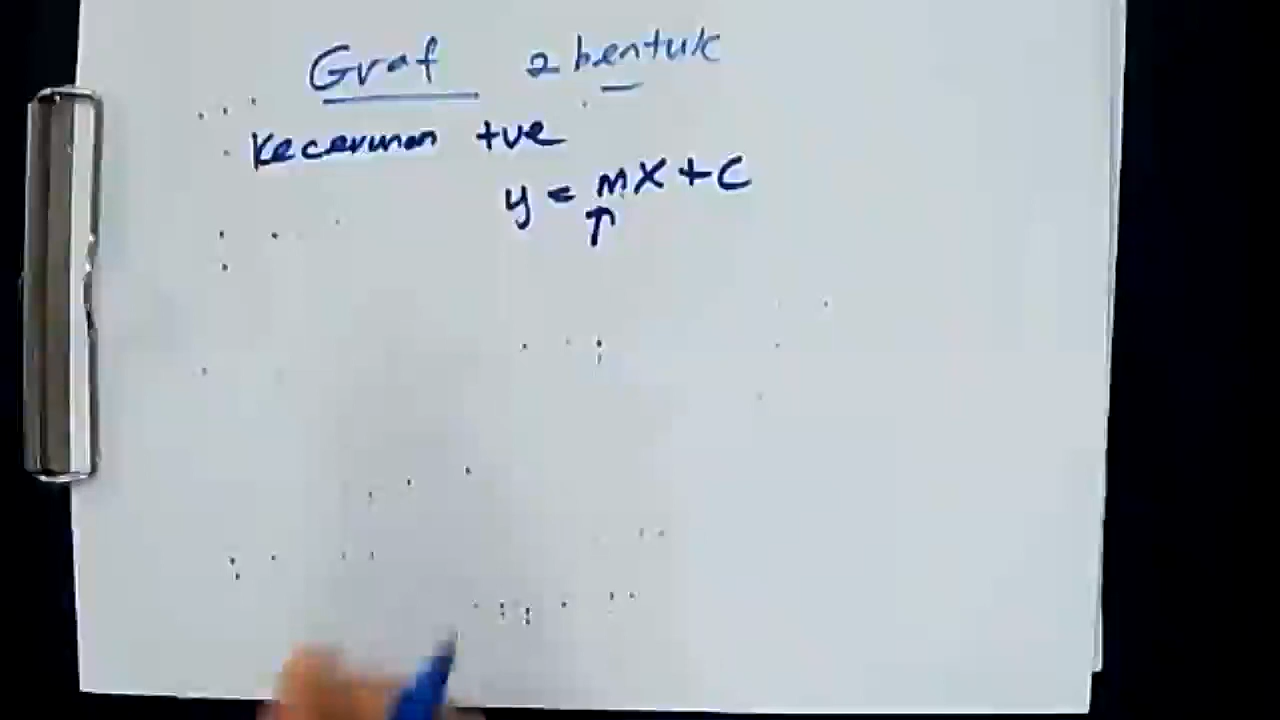 Graf 2 bentuk
Kecerunan +ve
y = mx + c
↑